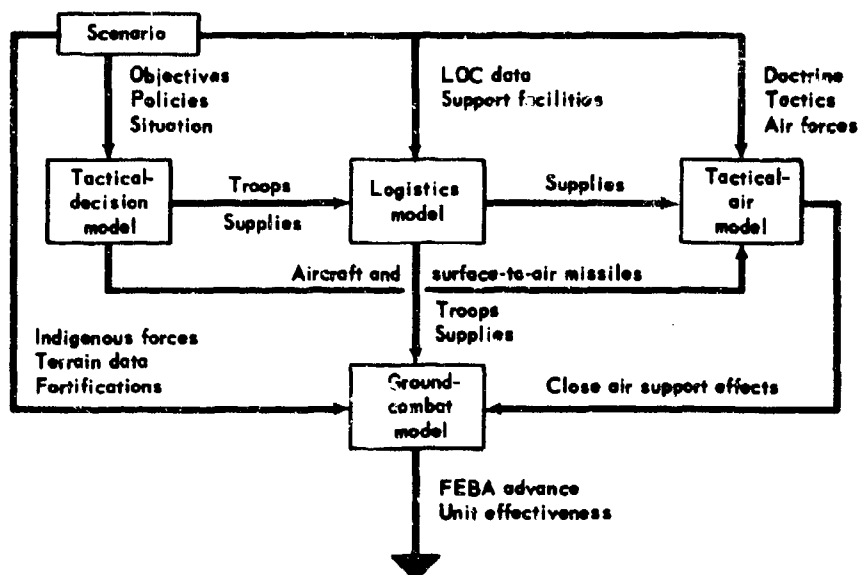 Scenario
Objectives
Policies
Situation
LOC data
Support facilities
Doctrine
Tactics
Air forces
Tactical-
decision
model
Troops
Supplies
Logistics
model
Supplies
Tactical-
air
model
Aircraft and surface-to-air missiles
Troops
Supplies
Indigenous forces
Terrain data
Fortifications
Ground-
combat
model
Close air support effects
FEBA advance
Unit effectiveness